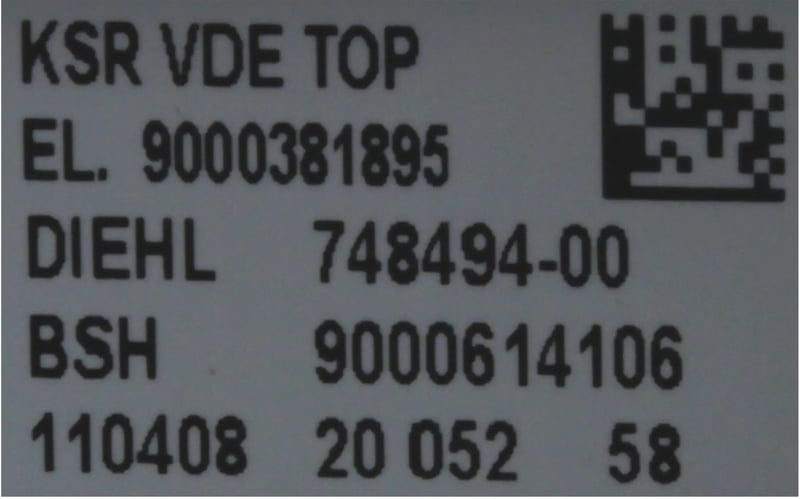 KSR VDE TOP
EL. 9000381895
DIEHL 748494-00
BSH 9000614106
110408 20 052 58